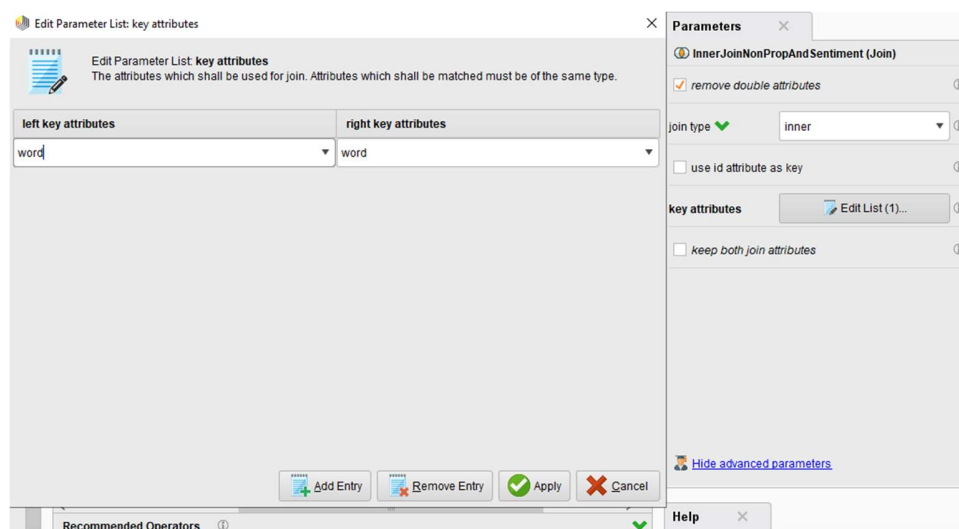 Edit Parameter List: key attributes
Edit Parameter List: key attributes
The attributes which shall be used for join. Attributes which shall be matched must be of the same type.
left key attributes
right key attributes
word
word
Add Entry
Remove Entry
Apply
Cancel
Recommended Operators
Parameters
InnerJoinNonPropAndSentiment (Join)
remove double attributes
join type
inner
use id attribute as key
key attributes
Edit List (1)...
keep both join attributes
Hide advanced parameters
Help